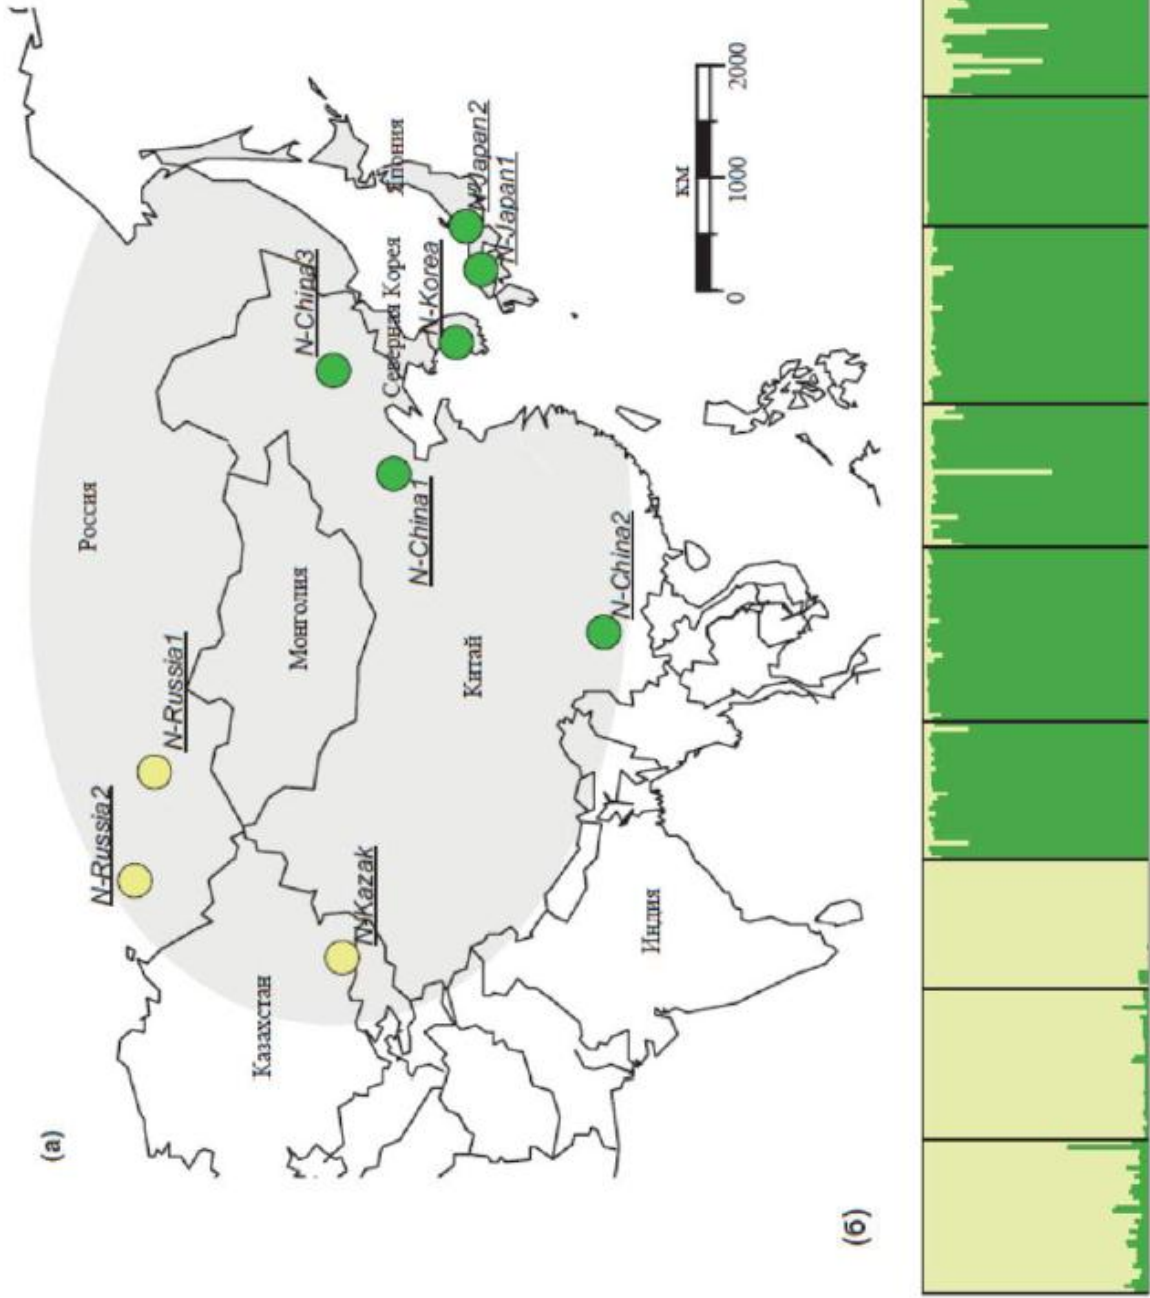 (а)
Россия
N-Russia2
N-Russia1
Казахстан
N-Kazak
Монголия
Китай
N-China3
N-China1
N-China2
Северная Корея
N-Korea
Япония
N-Japan2
N-Japan1
Индия
КМ
0 1000 2000
(б)